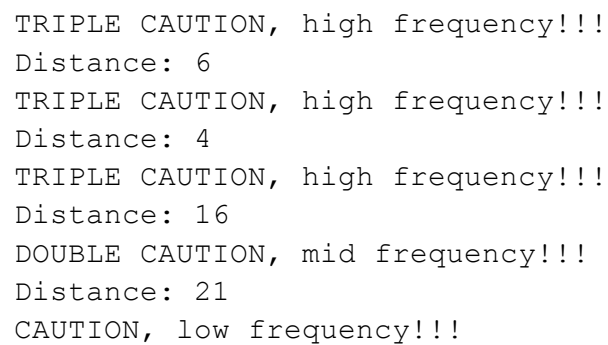 TRIPLE CAUTION, high frequency!!!
Distance: 6
TRIPLE CAUTION, high frequency!!!
Distance: 4
TRIPLE CAUTION, high frequency!!!
Distance: 16
DOUBLE CAUTION, mid frequency!!!
Distance: 21
CAUTION, low frequency!!!